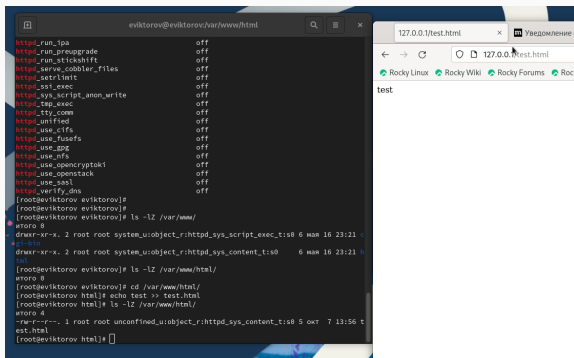 eviktorov@eviktorov:/var/www/html
httpd_run_ipa off
httpd_run_preupgrade off
httpd_run_stickshift off
httpd_serve_cobbler_files off
httpd_setrlimit off
httpd_ssi_exec off
httpd_sys_script_anon_write off
httpd_tmp_exec off
httpd_tty_comm off
httpd_unified off
httpd_use_cifs off
httpd_use_fusefs off
httpd_use_gpg off
httpd_use_nfs off
httpd_use_opencryptoki off
httpd_use_openstack off
httpd_use_sasl off
httpd_verify_dns off
[root@eviktorov eviktorov]#
[root@eviktorov eviktorov]#
[root@eviktorov eviktorov]# ls -lZ /var/www/
итого 0
drwxr-xr-x. 2 root root system_u:object_r:httpd_sys_script_exec_t:s0 6 мая 16 23:21 c
gi-bin
drwxr-xr-x. 2 root root system_u:object_r:httpd_sys_content_t:s0 6 мая 16 23:21 h
tml
[root@eviktorov eviktorov]# ls -lZ /var/www/html/
итого 0
[root@eviktorov eviktorov]# cd /var/www/html/
[root@eviktorov html]# echo test >> test.html
[root@eviktorov html]# ls -lZ /var/www/html/
итого 4
-rw-r--r--. 1 root root unconfined_u:object_r:httpd_sys_content_t:s0 5 окт 7 13:56 t
est.html
[root@eviktorov html]#
127.0.0.1/test.html
Уведомление
127.0.0.1/test.html
Rocky Linux Rocky Wiki Rocky Forums Roc
test